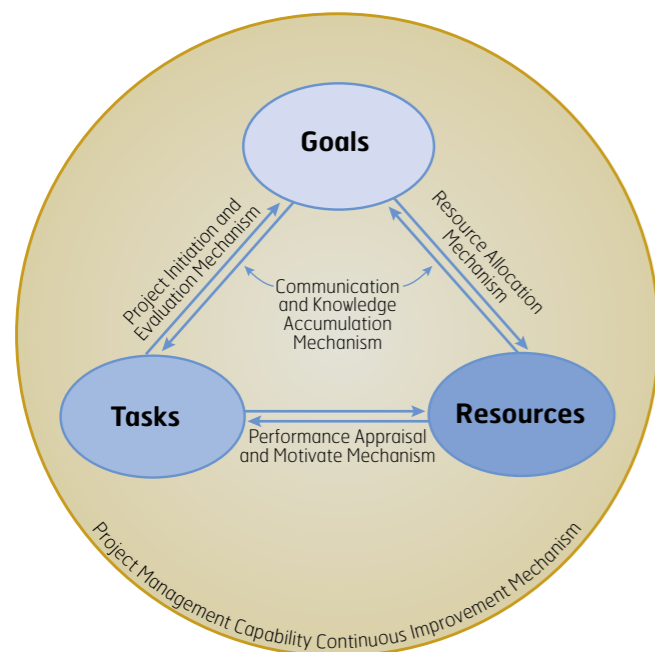 Goals
Project Initiation and
Evaluation Mechanism
Resource Allocation
Mechanism
Communication
and Knowledge
Accumulation
Mechanism
Tasks
Resources
Performance Appraisal
and Motivate Mechanism
Project Management Capability Continuous Improvement Mechanism